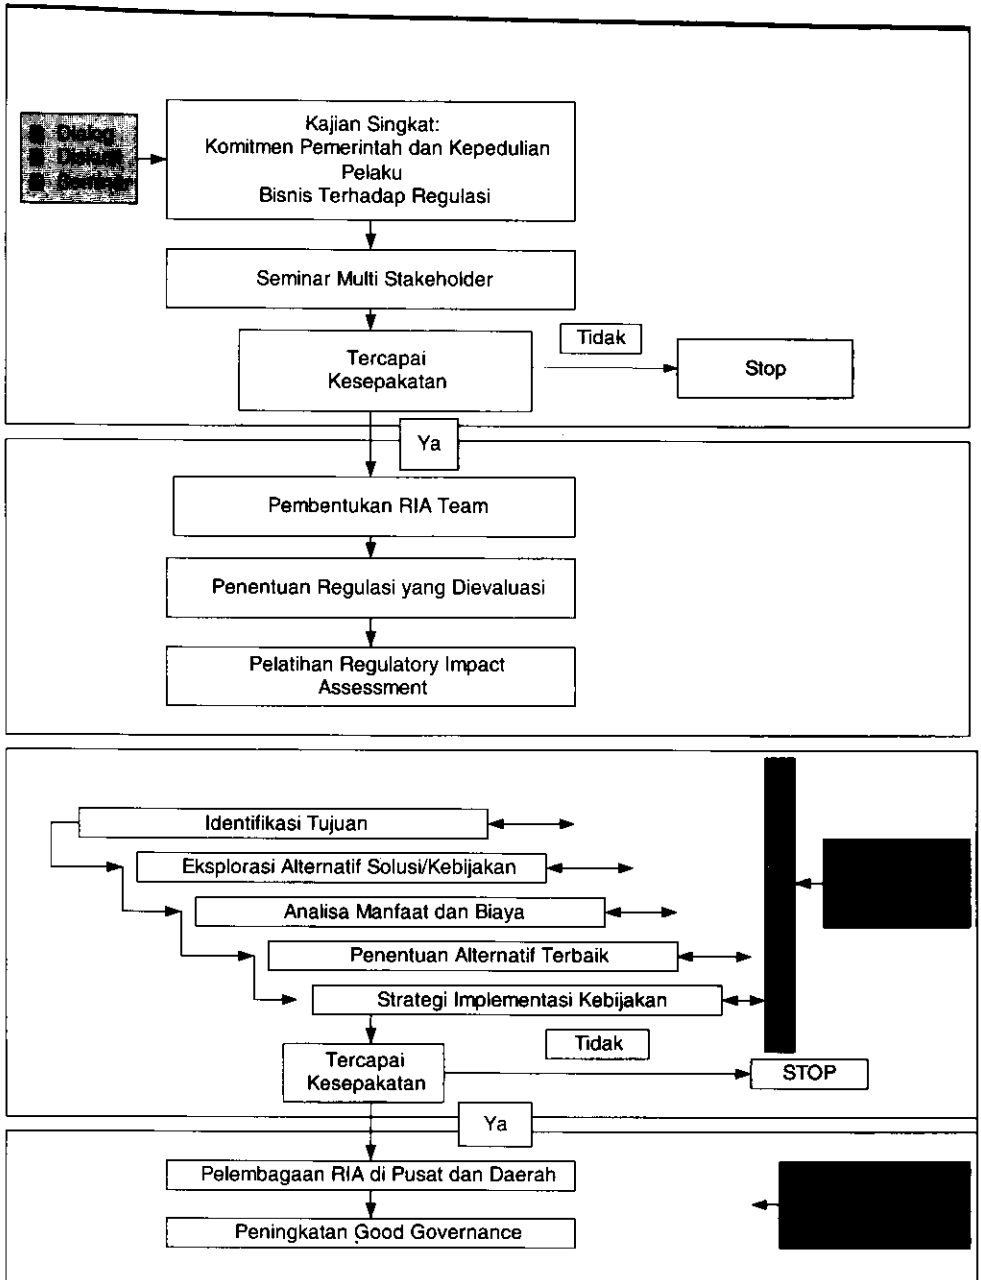 Dialog
Diskusi
Seminar
Kajian Singkat:
Komitmen Pemerintah dan Kepedulian
Pelaku
Bisnis Terhadap Regulasi
Seminar Multi Stakeholder
Tercapai
Kesepakatan
Tidak
Stop
Ya
Pembentukan RIA Team
Penentuan Regulasi yang Dievaluasi
Pelatihan Regulatory Impact
Assessment
Identifikasi Tujuan
Eksplorasi Alternatif Solusi/Kebijakan
Analisa Manfaat dan Biaya
Penentuan Alternatif Terbaik
Strategi Implementasi Kebijakan
Tidak
Tercapai
Kesepakatan
STOP
Ya
Pelembagaan RIA di Pusat dan Daerah
Peningkatan Good Governance